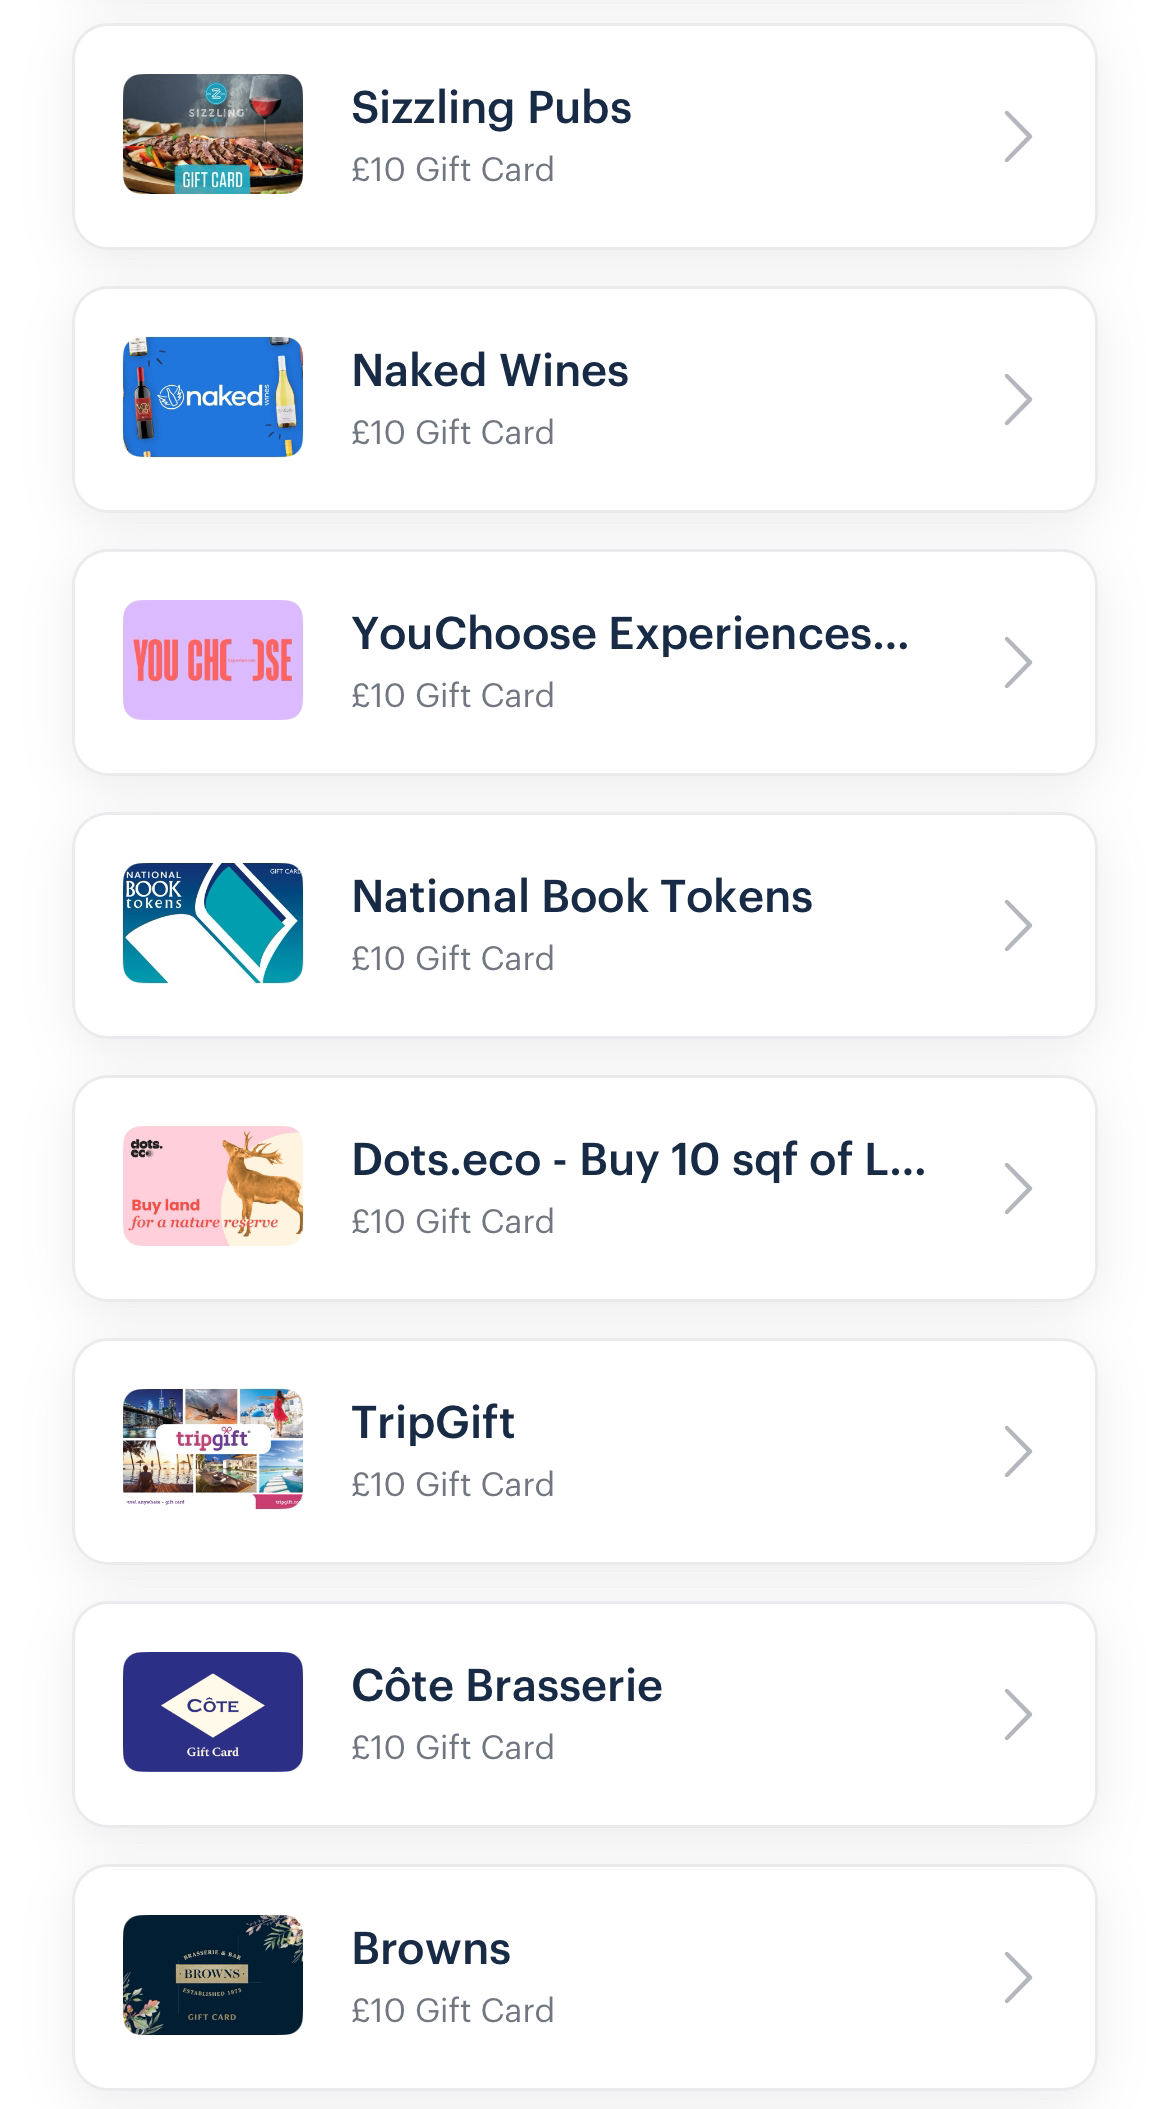 SIZZLING
GIFT CARD
Sizzling Pubs
£10 Gift Card
naked
wines
Naked Wines
£10 Gift Card
YOU CHOOSE
YouChoose Experiences...
£10 Gift Card
NATIONAL
BOOK
tokens
GIFT CARD
National Book Tokens
£10 Gift Card
dots.
eco
Buy land
for a nature reserve
Dots.eco - Buy 10 sqf of L...
£10 Gift Card
tripgift
TripGift
£10 Gift Card
CÔTE
Gift Card
Côte Brasserie
£10 Gift Card
BRASSERIE & BAR
BROWNS
ESTABLISHED 1973
GIFT CARD
Browns
£10 Gift Card